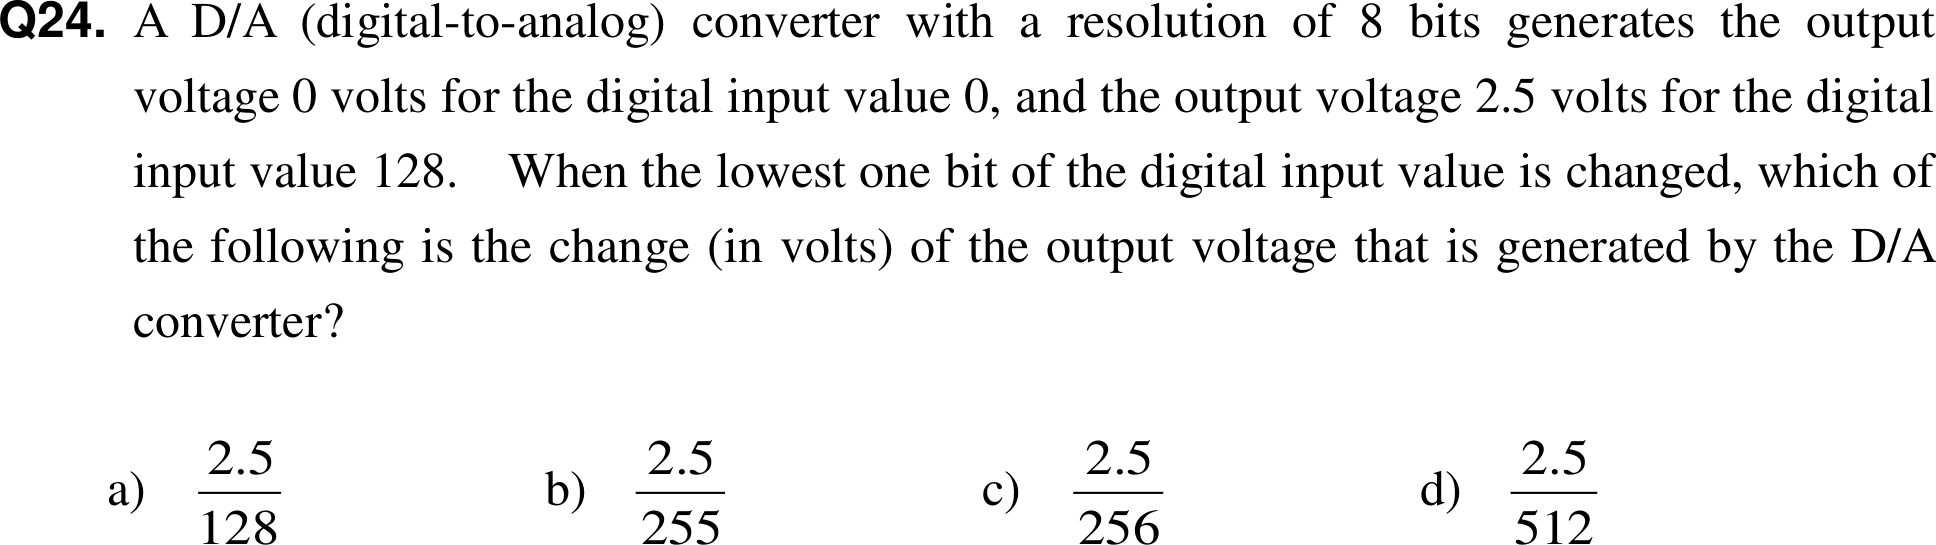 Q24. A D/A (digital-to-analog) converter with a resolution of 8 bits generates the output
voltage 0 volts for the digital input value 0, and the output voltage 2.5 volts for the digital
input value 128. When the lowest one bit of the digital input value is changed, which of
the following is the change (in volts) of the output voltage that is generated by the D/A
converter?
a) 2.5/128 b) 2.5/255 c) 2.5/256 d) 2.5/512